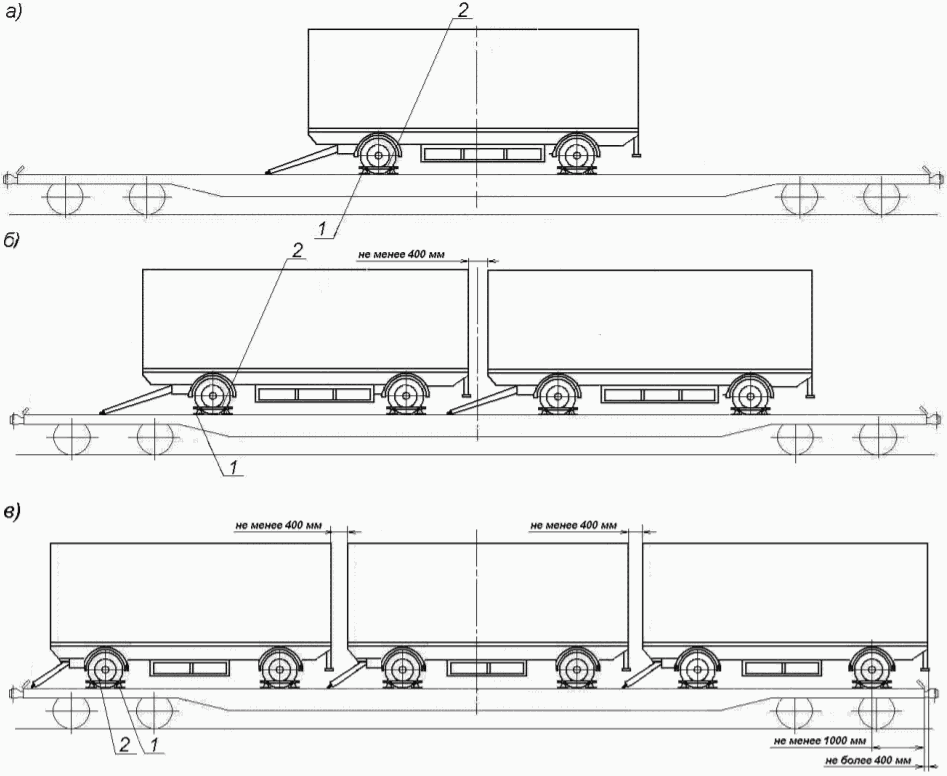 а)
2
1
б)
2
не менее 400 мм
1
в)
не менее 400 мм
не менее 400 мм
2
1
не менее 1000 мм
не более 400 мм